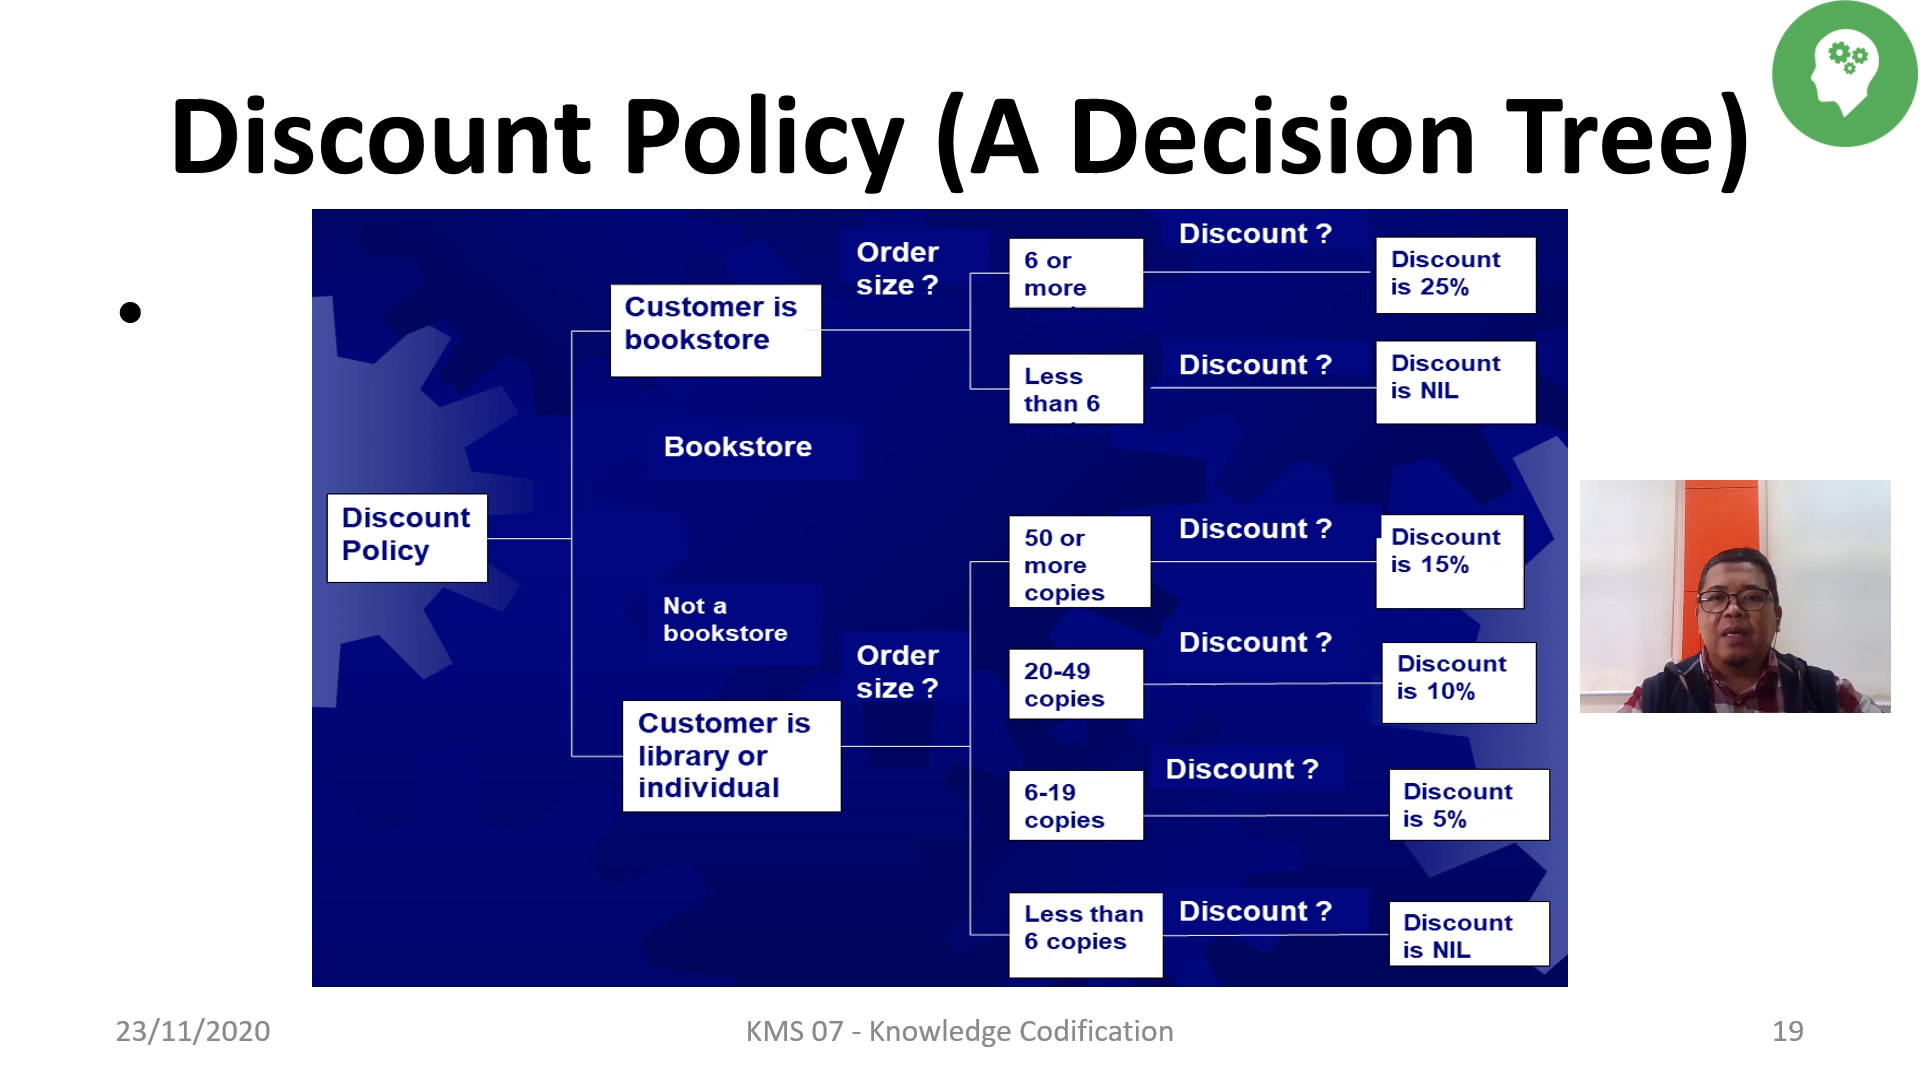 Discount Policy (A Decision Tree)
Discount
Policy
Customer is
bookstore
Bookstore
Not a
bookstore
Customer is
library or
individual
Order
size ?
6 or
more
Discount ?
Discount
is 25%
Less
than 6
Discount ?
Discount
is NIL
Order
size ?
50 or
more
copies
Discount ?
Discount
is 15%
20-49
copies
Discount ?
Discount
is 10%
6-19
copies
Discount ?
Discount
is 5%
Less than
6 copies
Discount ?
Discount
is NIL
23/11/2020
KMS 07 - Knowledge Codification
19